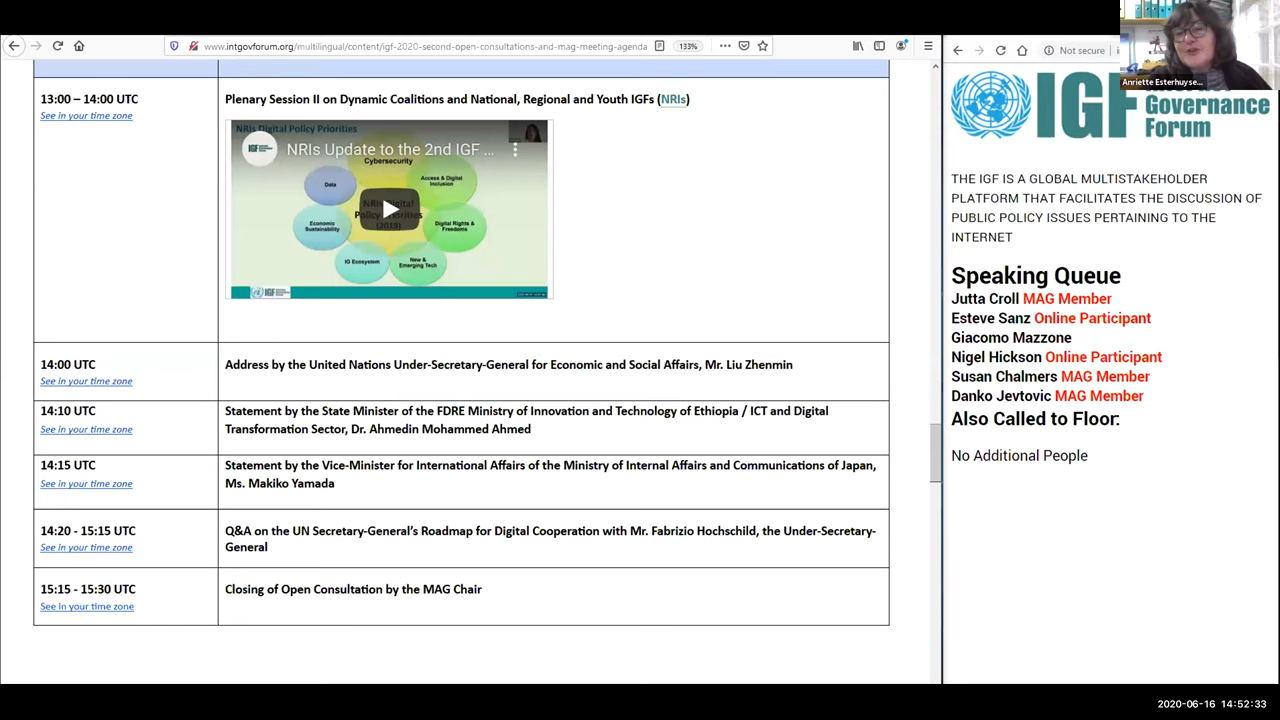 www.intgovforum.org/multilingual/content/igf-2020-second-open-consultations-and-mag-meeting-agenda
133%
13:00 – 14:00 UTC
See in your time zone
Plenary Session II on Dynamic Coalitions and National, Regional and Youth IGFs (NRIs)
NRIs Digital Policy Priorities
IGF
NRIs Update to the 2nd IGF ...
Cybersecurity
Data
Access & Digital
Inclusion
NRIs Digital
Policy Priorities
(2019)
Economic
Sustainability
Digital Rights &
Freedoms
IG Ecosystem
New &
Emerging Tech
14:00 UTC
See in your time zone
Address by the United Nations Under-Secretary-General for Economic and Social Affairs, Mr. Liu Zhenmin
14:10 UTC
See in your time zone
Statement by the State Minister of the FDRE Ministry of Innovation and Technology of Ethiopia / ICT and Digital
Transformation Sector, Dr. Ahmedin Mohammed Ahmed
14:15 UTC
See in your time zone
Statement by the Vice-Minister for International Affairs of the Ministry of Internal Affairs and Communications of Japan,
Ms. Makiko Yamada
14:20 - 15:15 UTC
See in your time zone
Q&A on the UN Secretary-General’s Roadmap for Digital Cooperation with Mr. Fabrizio Hochschild, the Under-Secretary-
General
15:15 - 15:30 UTC
See in your time zone
Closing of Open Consultation by the MAG Chair
Not secure
Anriette Esterhuyse...
IGF
Governance
Forum
THE IGF IS A GLOBAL MULTISTAKEHOLDER
PLATFORM THAT FACILITATES THE DISCUSSION OF
PUBLIC POLICY ISSUES PERTAINING TO THE
INTERNET
Speaking Queue
Jutta Croll MAG Member
Esteve Sanz Online Participant
Giacomo Mazzone
Nigel Hickson Online Participant
Susan Chalmers MAG Member
Danko Jevtovic MAG Member
Also Called to Floor:
No Additional People
2020-06-16 14:52:33